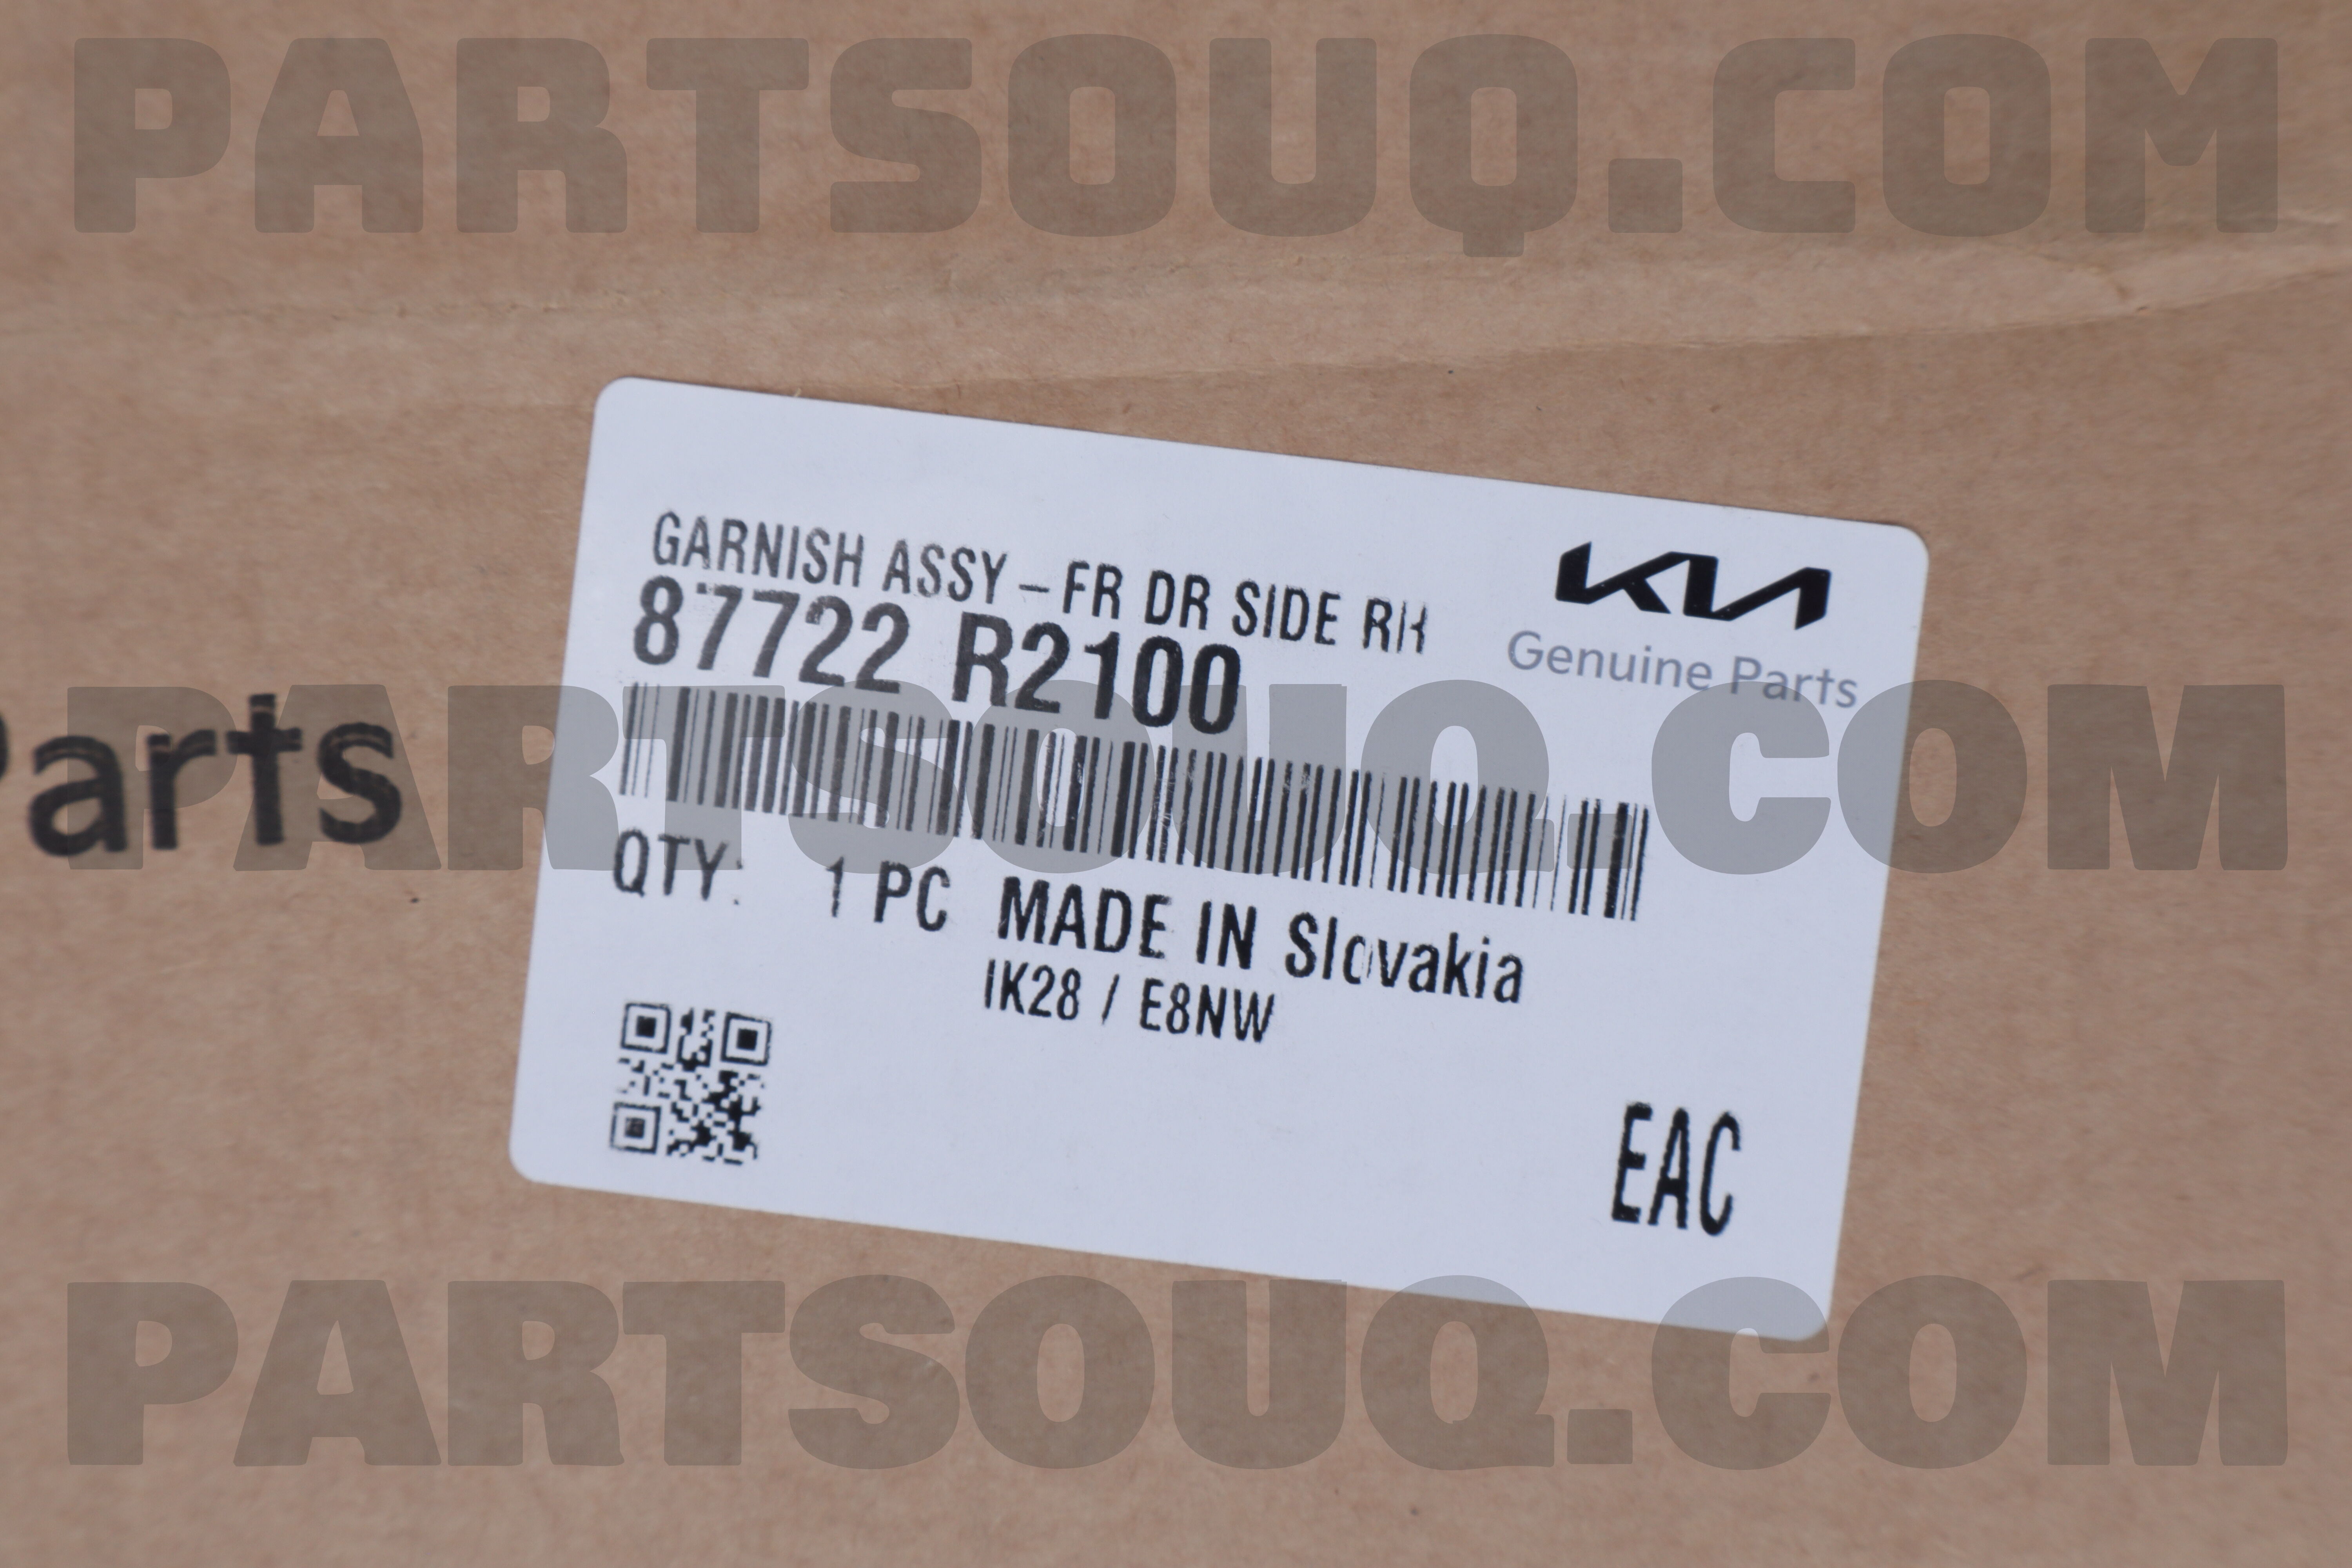 PARTSOUQ.COM
GARNISH ASSY – FR DR SIDE RH
KIA
87722 R2100
Genuine Parts
PARTSOUQ.COM
Parts
QTY: 1 PC MADE IN Slovakia
IK28 / E8NW
EAC
PARTSOUQ.COM